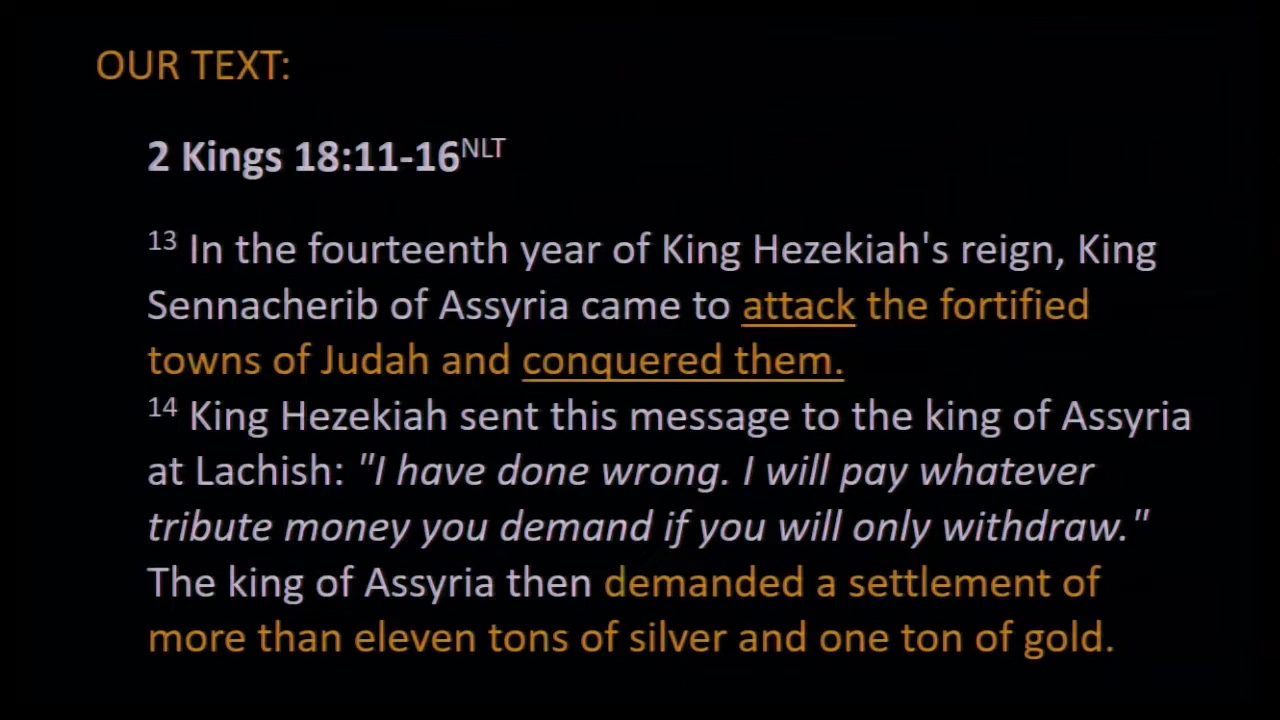 OUR TEXT:
2 Kings 18:11-16NLT
13 In the fourteenth year of King Hezekiah's reign, King
Sennacherib of Assyria came to attack the fortified
towns of Judah and conquered them.
14 King Hezekiah sent this message to the king of Assyria
at Lachish: "I have done wrong. I will pay whatever
tribute money you demand if you will only withdraw."
The king of Assyria then demanded a settlement of
more than eleven tons of silver and one ton of gold.